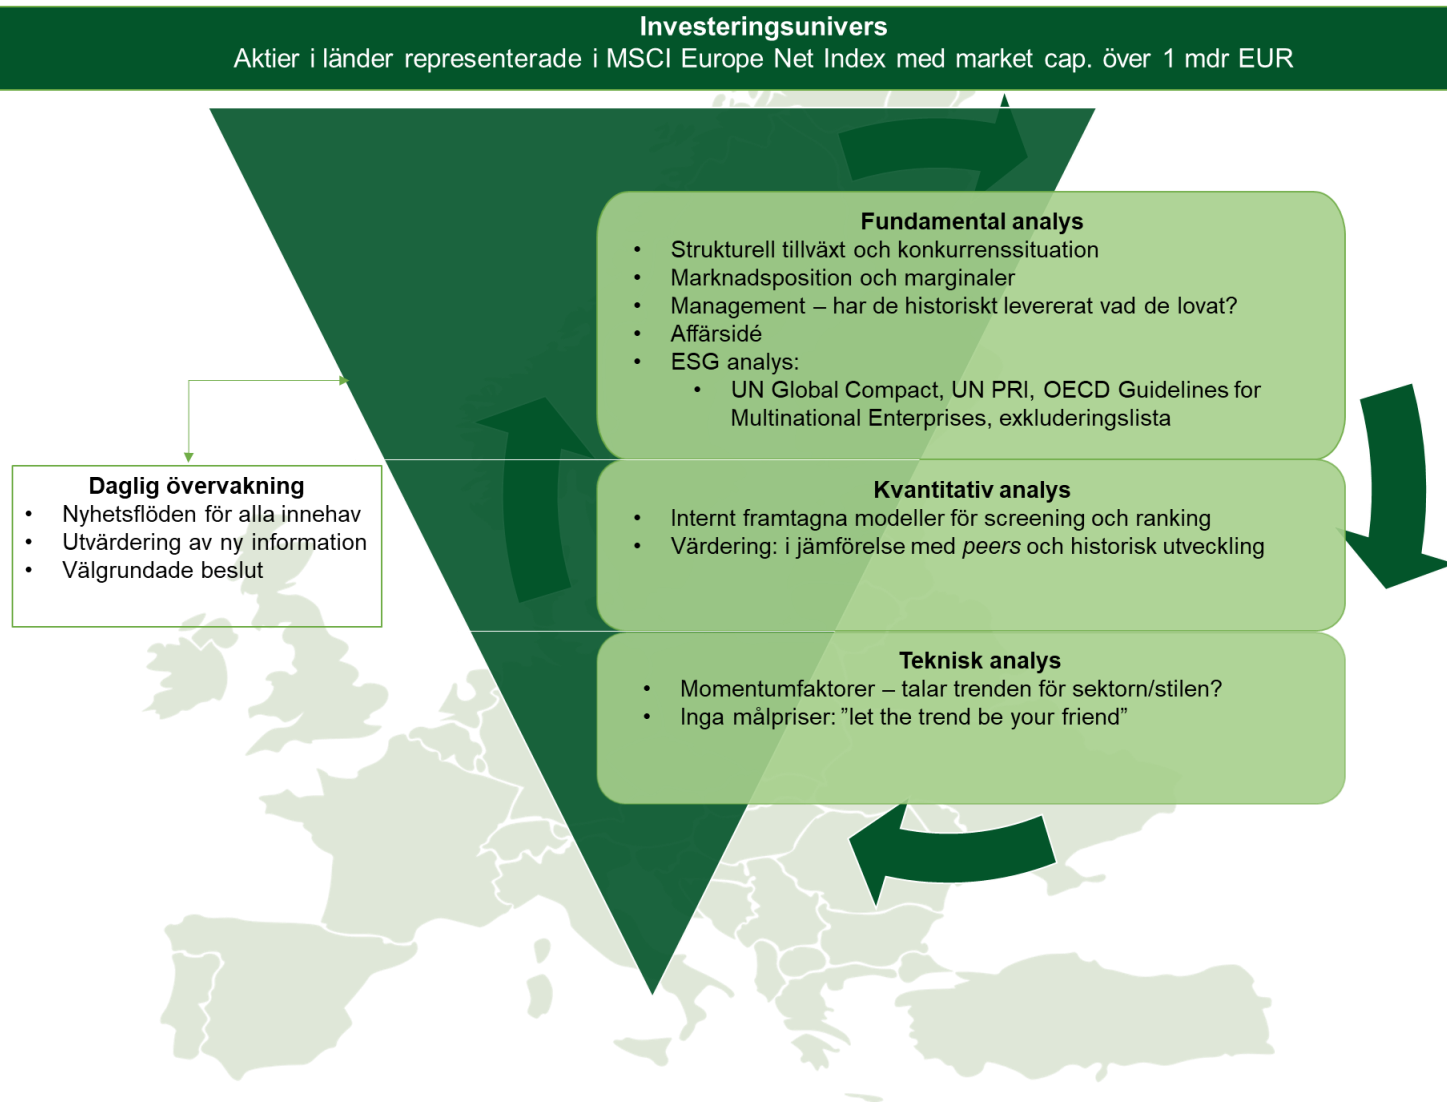 Investeringsunivers
Aktier i länder representerade i MSCI Europe Net Index med market cap. över 1 mdr EUR
Fundamental analys
• Strukturell tillväxt och konkurrenssituation
• Marknadsposition och marginaler
• Management – har de historiskt levererat vad de lovat?
• Affärsidé
• ESG analys:
• UN Global Compact, UN PRI, OECD Guidelines for
Multinational Enterprises, exkluderingslista
Daglig övervakning
• Nyhetsflöden för alla innehav
• Utvärdering av ny information
• Välgrundade beslut
Kvantitativ analys
• Internt framtagna modeller för screening och ranking
• Värdering: i jämförelse med peers och historisk utveckling
Teknisk analys
• Momentumfaktorer – talar trenden för sektorn/stilen?
• Inga målpriser: ”let the trend be your friend”